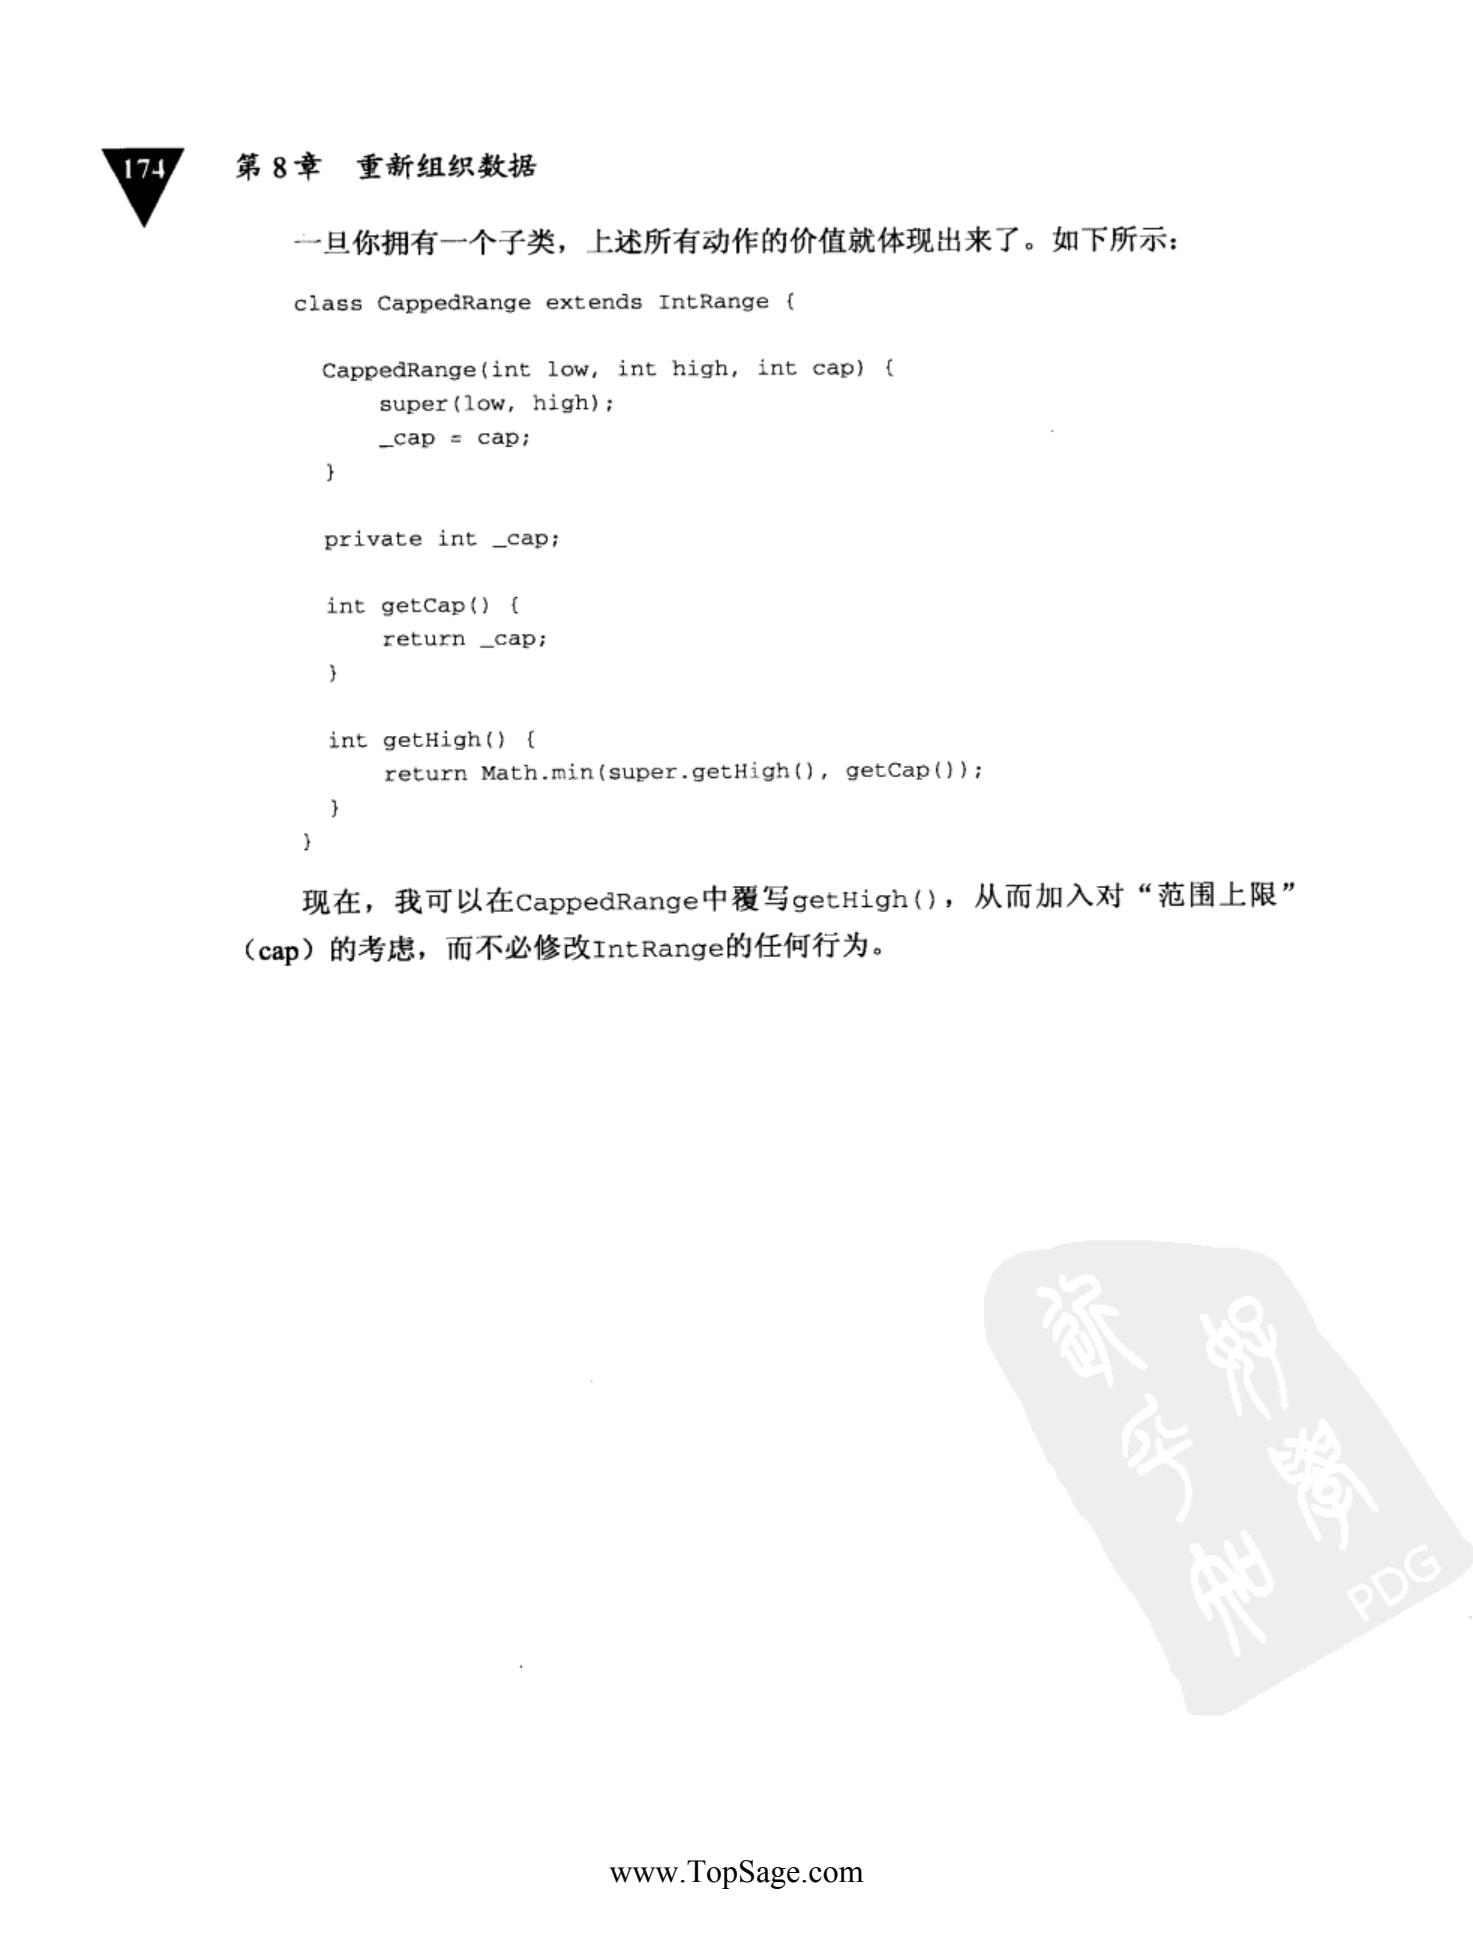 174
第 8 章　重新组织数据
一旦你拥有一个子类，上述所有动作的价值就体现出来了。如下所示：
class CappedRange extends IntRange {
CappedRange(int low, int high, int cap) {
super(low, high);
_cap = cap;
}
private int _cap;
int getCap() {
return _cap;
}
int getHigh() {
return Math.min(super.getHigh(), getCap());
}
}
现在，我可以在CappedRange中覆写getHigh()，从而加入对“范围上限”
（cap）的考虑，而不必修改IntRange的任何行为。
PDG
www.TopSage.com